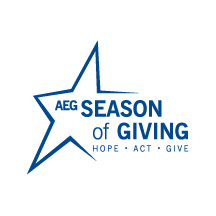 AEG SEASON
of GIVING
HOPE • ACT • GIVE